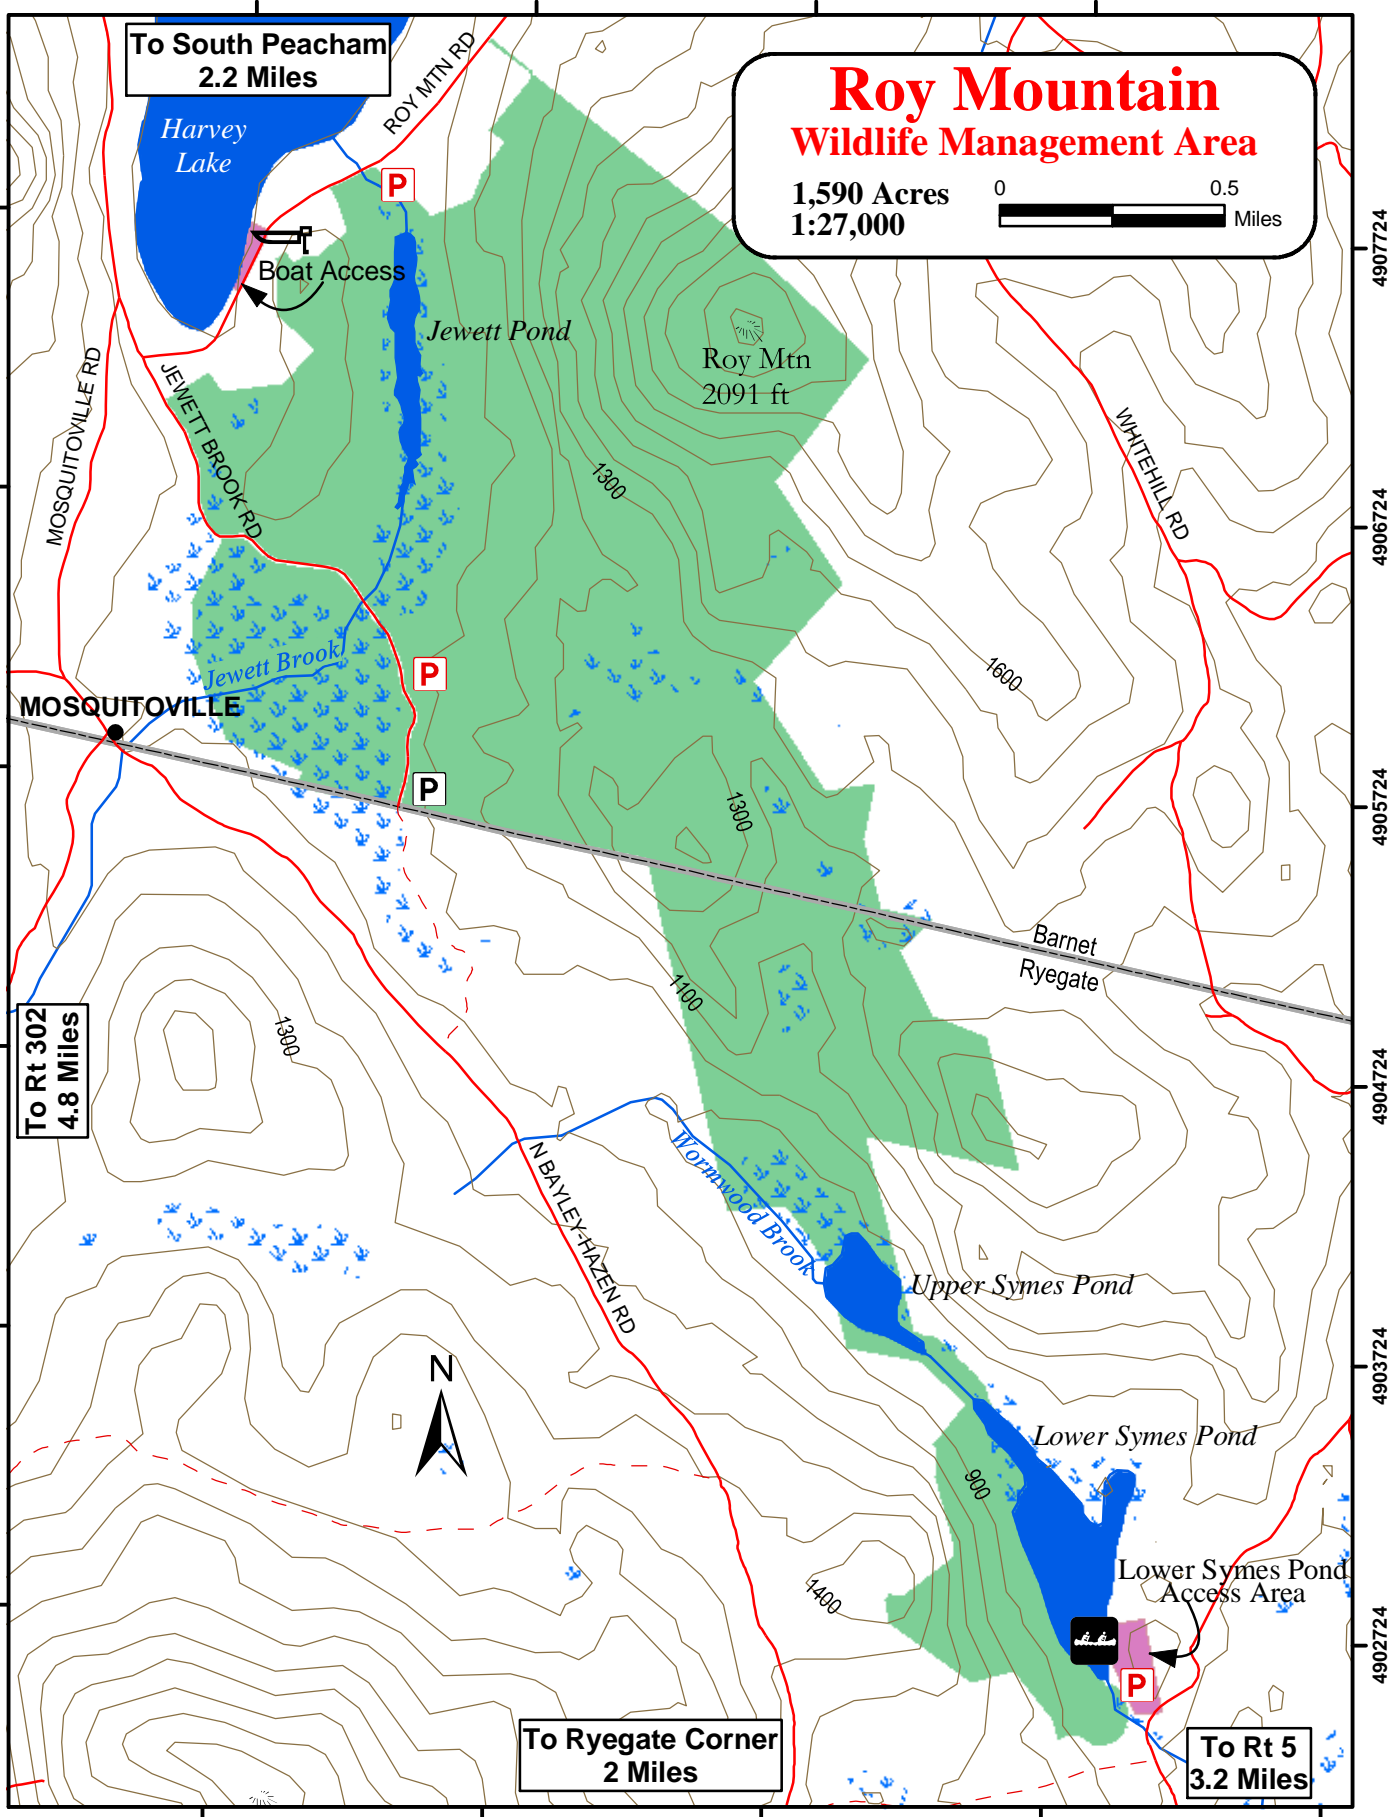 To South Peacham
2.2 Miles
ROY MTN RD
Harvey
Lake
Roy Mountain
Wildlife Management Area
1,590 Acres
1:27,000
0
0.5
Miles
P
Boat Access
Jewett Pond
Roy Mtn
2091 ft
4907724
MOSQUITOVILLE RD
JEWETT BROOK RD
1300
WHITEHILL RD
4906724
Jewett Brook
P
1600
MOSQUITOVILLE
P
1300
4905724
Barnet
Ryegate
1100
To Rt 302
4.8 Miles
1300
4904724
Wormwood Brook
N BAYLEY-HAZEN RD
Upper Symes Pond
N
4903724
Lower Symes Pond
900
Lower Symes Pond
Access Area
1400
4902724
P
To Ryegate Corner
2 Miles
To Rt 5
3.2 Miles